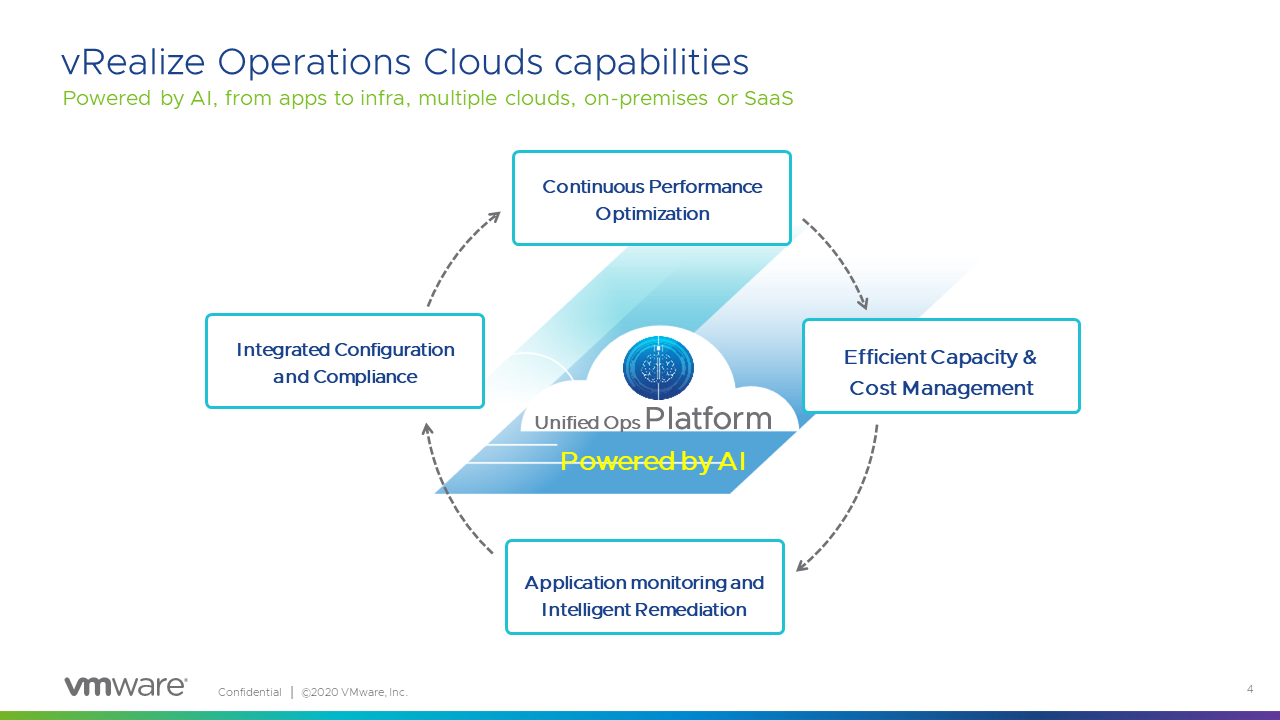 vRealize Operations Clouds capabilities
Powered by AI, from apps to infra, multiple clouds, on-premises or SaaS
Continuous Performance
Optimization
Integrated Configuration
and Compliance
Efficient Capacity &
Cost Management
Unified Ops Platform
Powered by AI
Application monitoring and
Intelligent Remediation
vmware®
Confidential | ©2020 VMware, Inc.
4